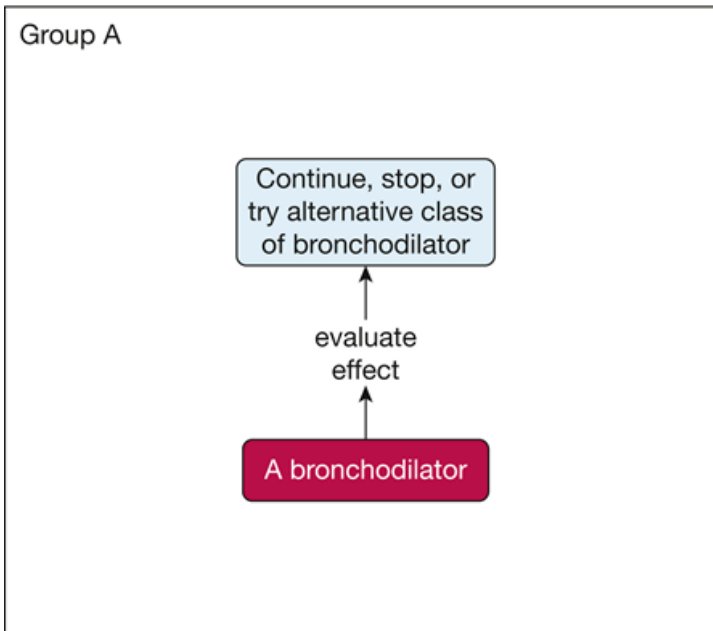 Group A
Continue, stop, or
try alternative class
of bronchodilator
evaluate
effect
A bronchodilator